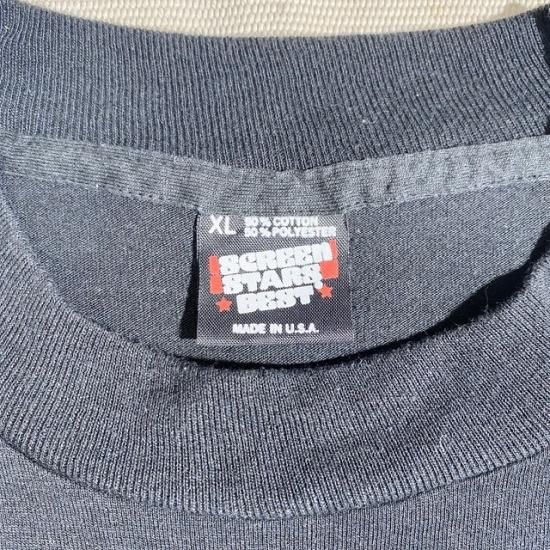 XL 50% COTTON
50% POLYESTER
SCREEN
STARS
BEST
MADE IN U.S.A.